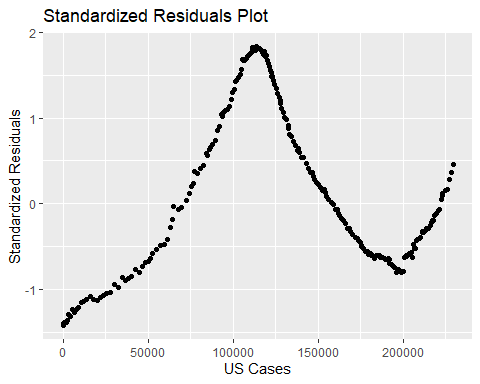 Standardized Residuals Plot
Standardized Residuals
2
1
0
-1
0 50000 100000 150000 200000
US Cases